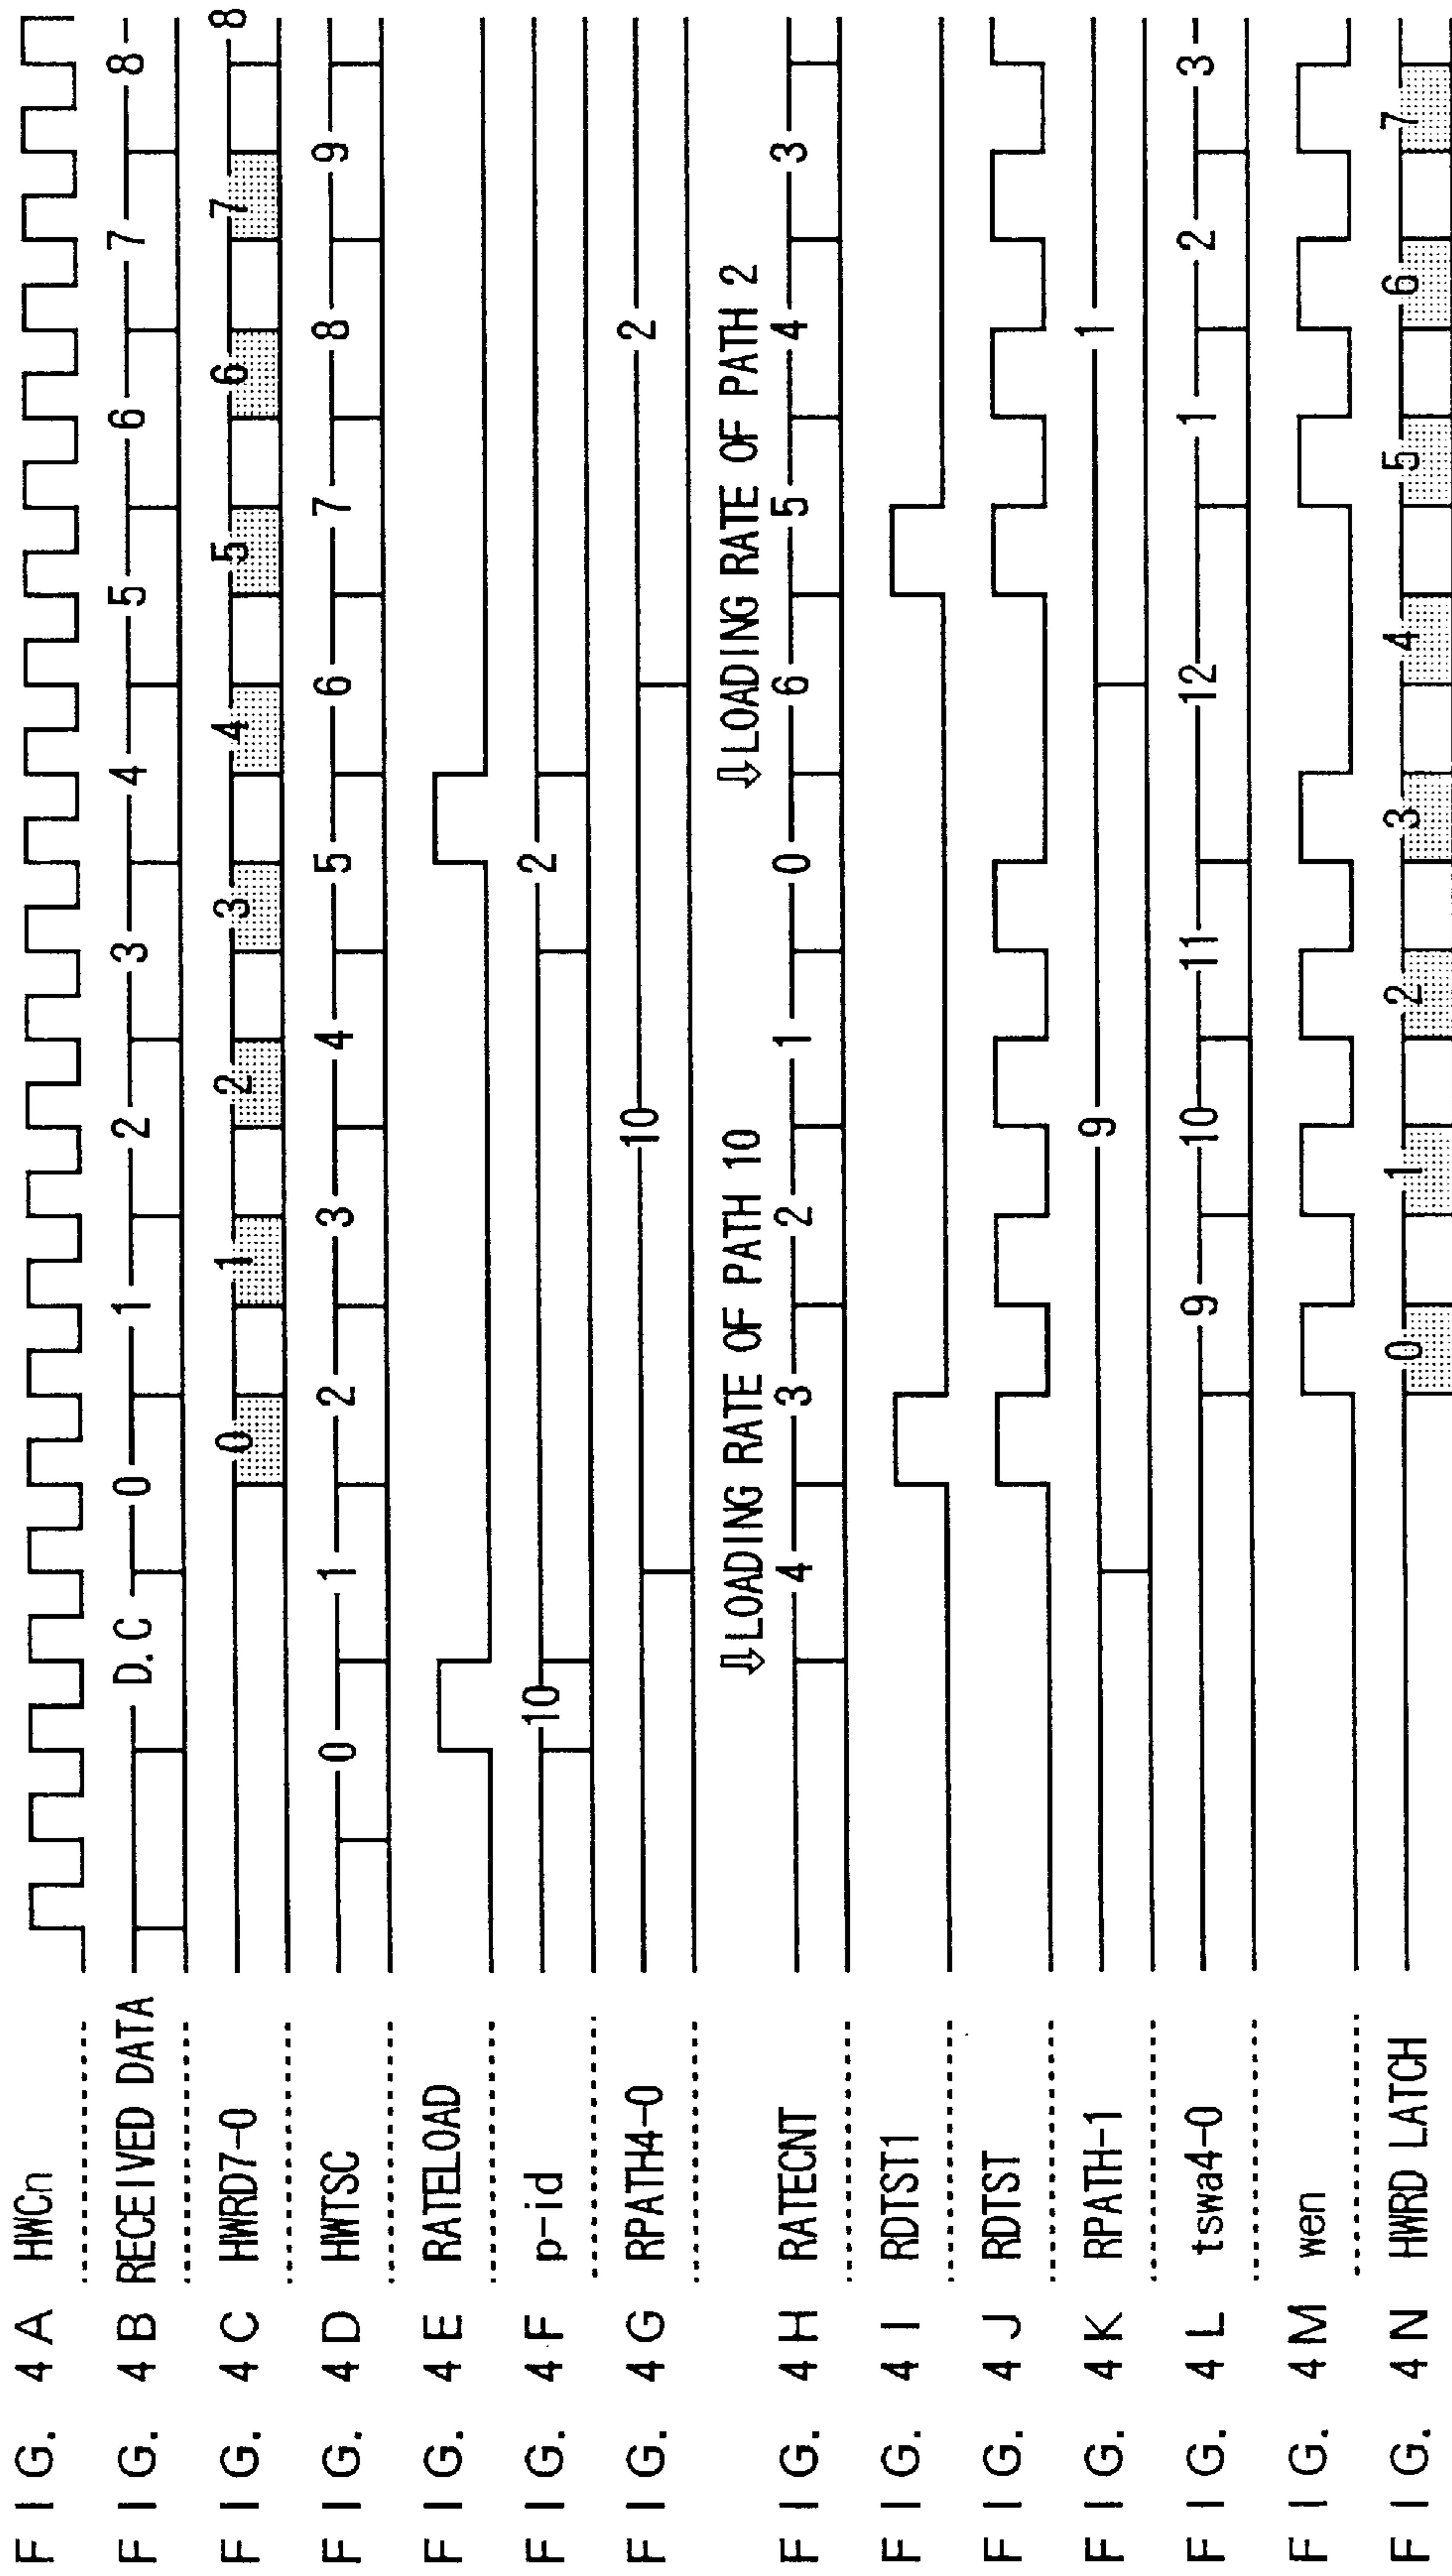 FIG. 4A HWCn
FIG. 4B RECEIVED DATA D.C 0 1 2 3 4 5 6 7 8
FIG. 4C HWRD7-0 0 1 2 3 4 5 6 7 8
FIG. 4D HWTSC 0 1 2 3 4 5 6 7 8 9
FIG. 4E RATELOAD
FIG. 4F p-id 10 2
FIG. 4G RPATH4-0 10 2
⇩LOADING RATE OF PATH 10 ⇩LOADING RATE OF PATH 2
FIG. 4H RATECNT 4 3 2 1 0 6 5 4 3
FIG. 4I RDTST1
FIG. 4J RDTST
FIG. 4K RPATH-1 9 1
FIG. 4L tswa4-0 9 10 11 12 1 2 3
FIG. 4M wen
FIG. 4N HWRD LATCH 0 1 2 3 4 5 6 7